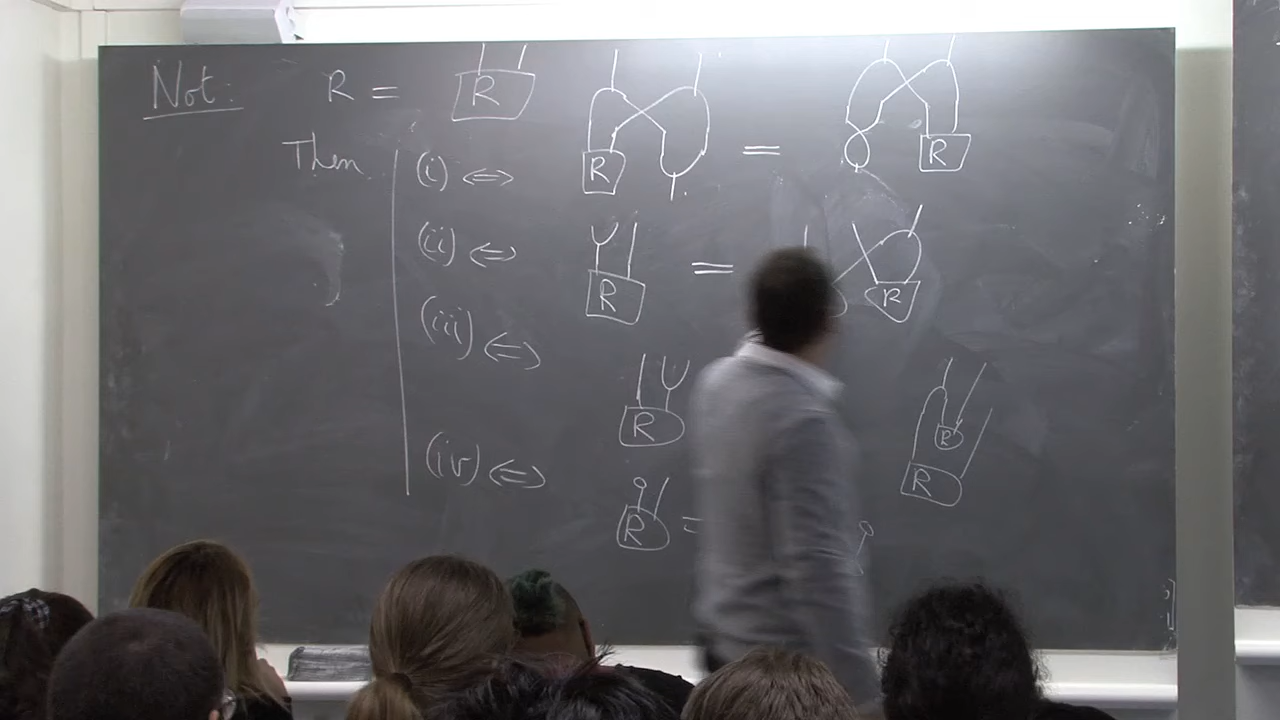 Not: R = R
R = R
Then (i) ⇔
(ii) ⇔ R = R
(iii) ⇔
R R
R
(iv) ⇔
R =